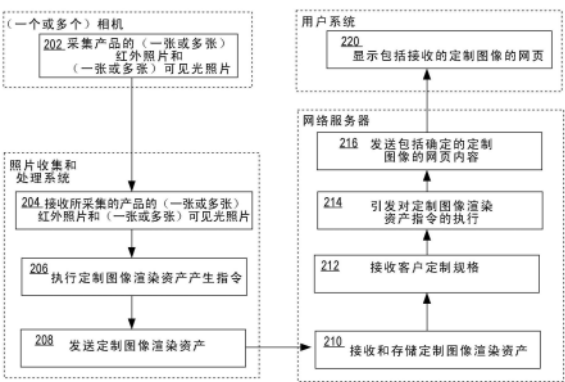 （一个或多个）相机
202 采集产品的（一张或多张）
红外照片和
（一张或多张）可见光照片
照片收集和
处理系统
204 接收所采集的产品的（一张或多张）
红外照片和（一张或多张）可见光照片
206 执行定制图像渲染资产产生指令
208 发送定制图像渲染资产
用户系统
220
显示包括接收的定制图像的网页
网络服务器
216 发送包括确定的定制
图像的网页内容
214 引发对定制图像渲染
资产指令的执行
212 接收客户定制规格
210 接收和存储定制图像渲染资产